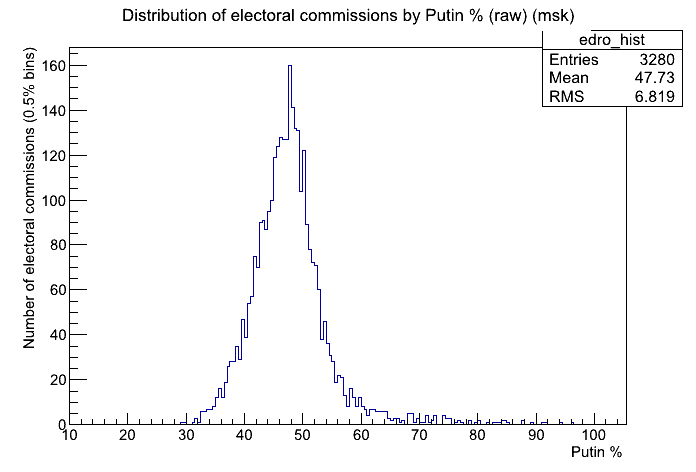 Distribution of electoral commissions by Putin % (raw) (msk)
edro_hist
Entries 3280
Mean 47.73
RMS 6.819
Number of electoral commissions (0.5% bins)
160
140
120
100
80
60
40
20
0
10 20 30 40 50 60 70 80 90 100
Putin %